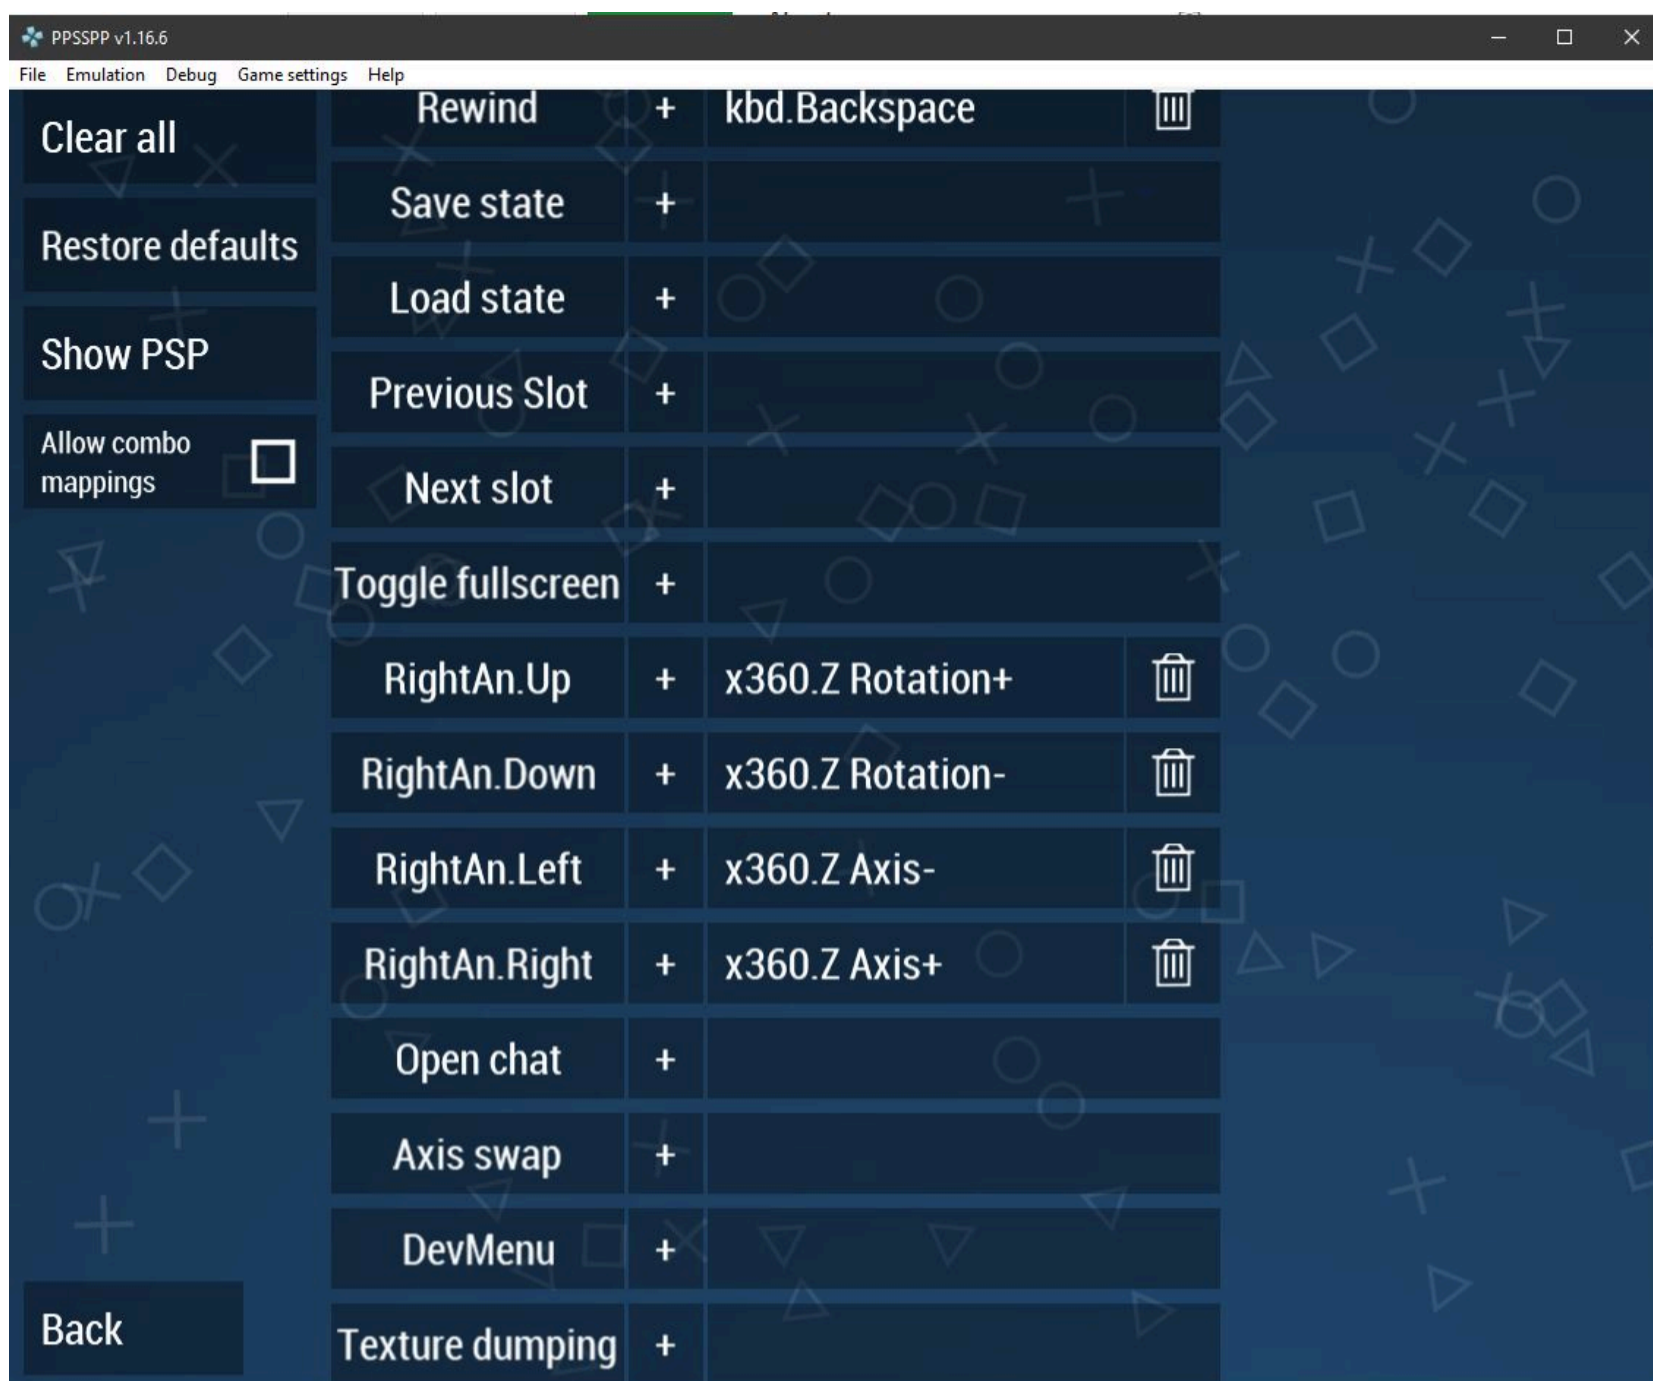 PPSSPP v1.16.6
File Emulation Debug Game settings Help
Clear all
Restore defaults
Show PSP
Allow combo
mappings
Back
Rewind + kbd.Backspace
Save state +
Load state +
Previous Slot +
Next slot +
Toggle fullscreen +
RightAn.Up + x360.Z Rotation+
RightAn.Down + x360.Z Rotation-
RightAn.Left + x360.Z Axis-
RightAn.Right + x360.Z Axis+
Open chat +
Axis swap +
DevMenu +
Texture dumping +